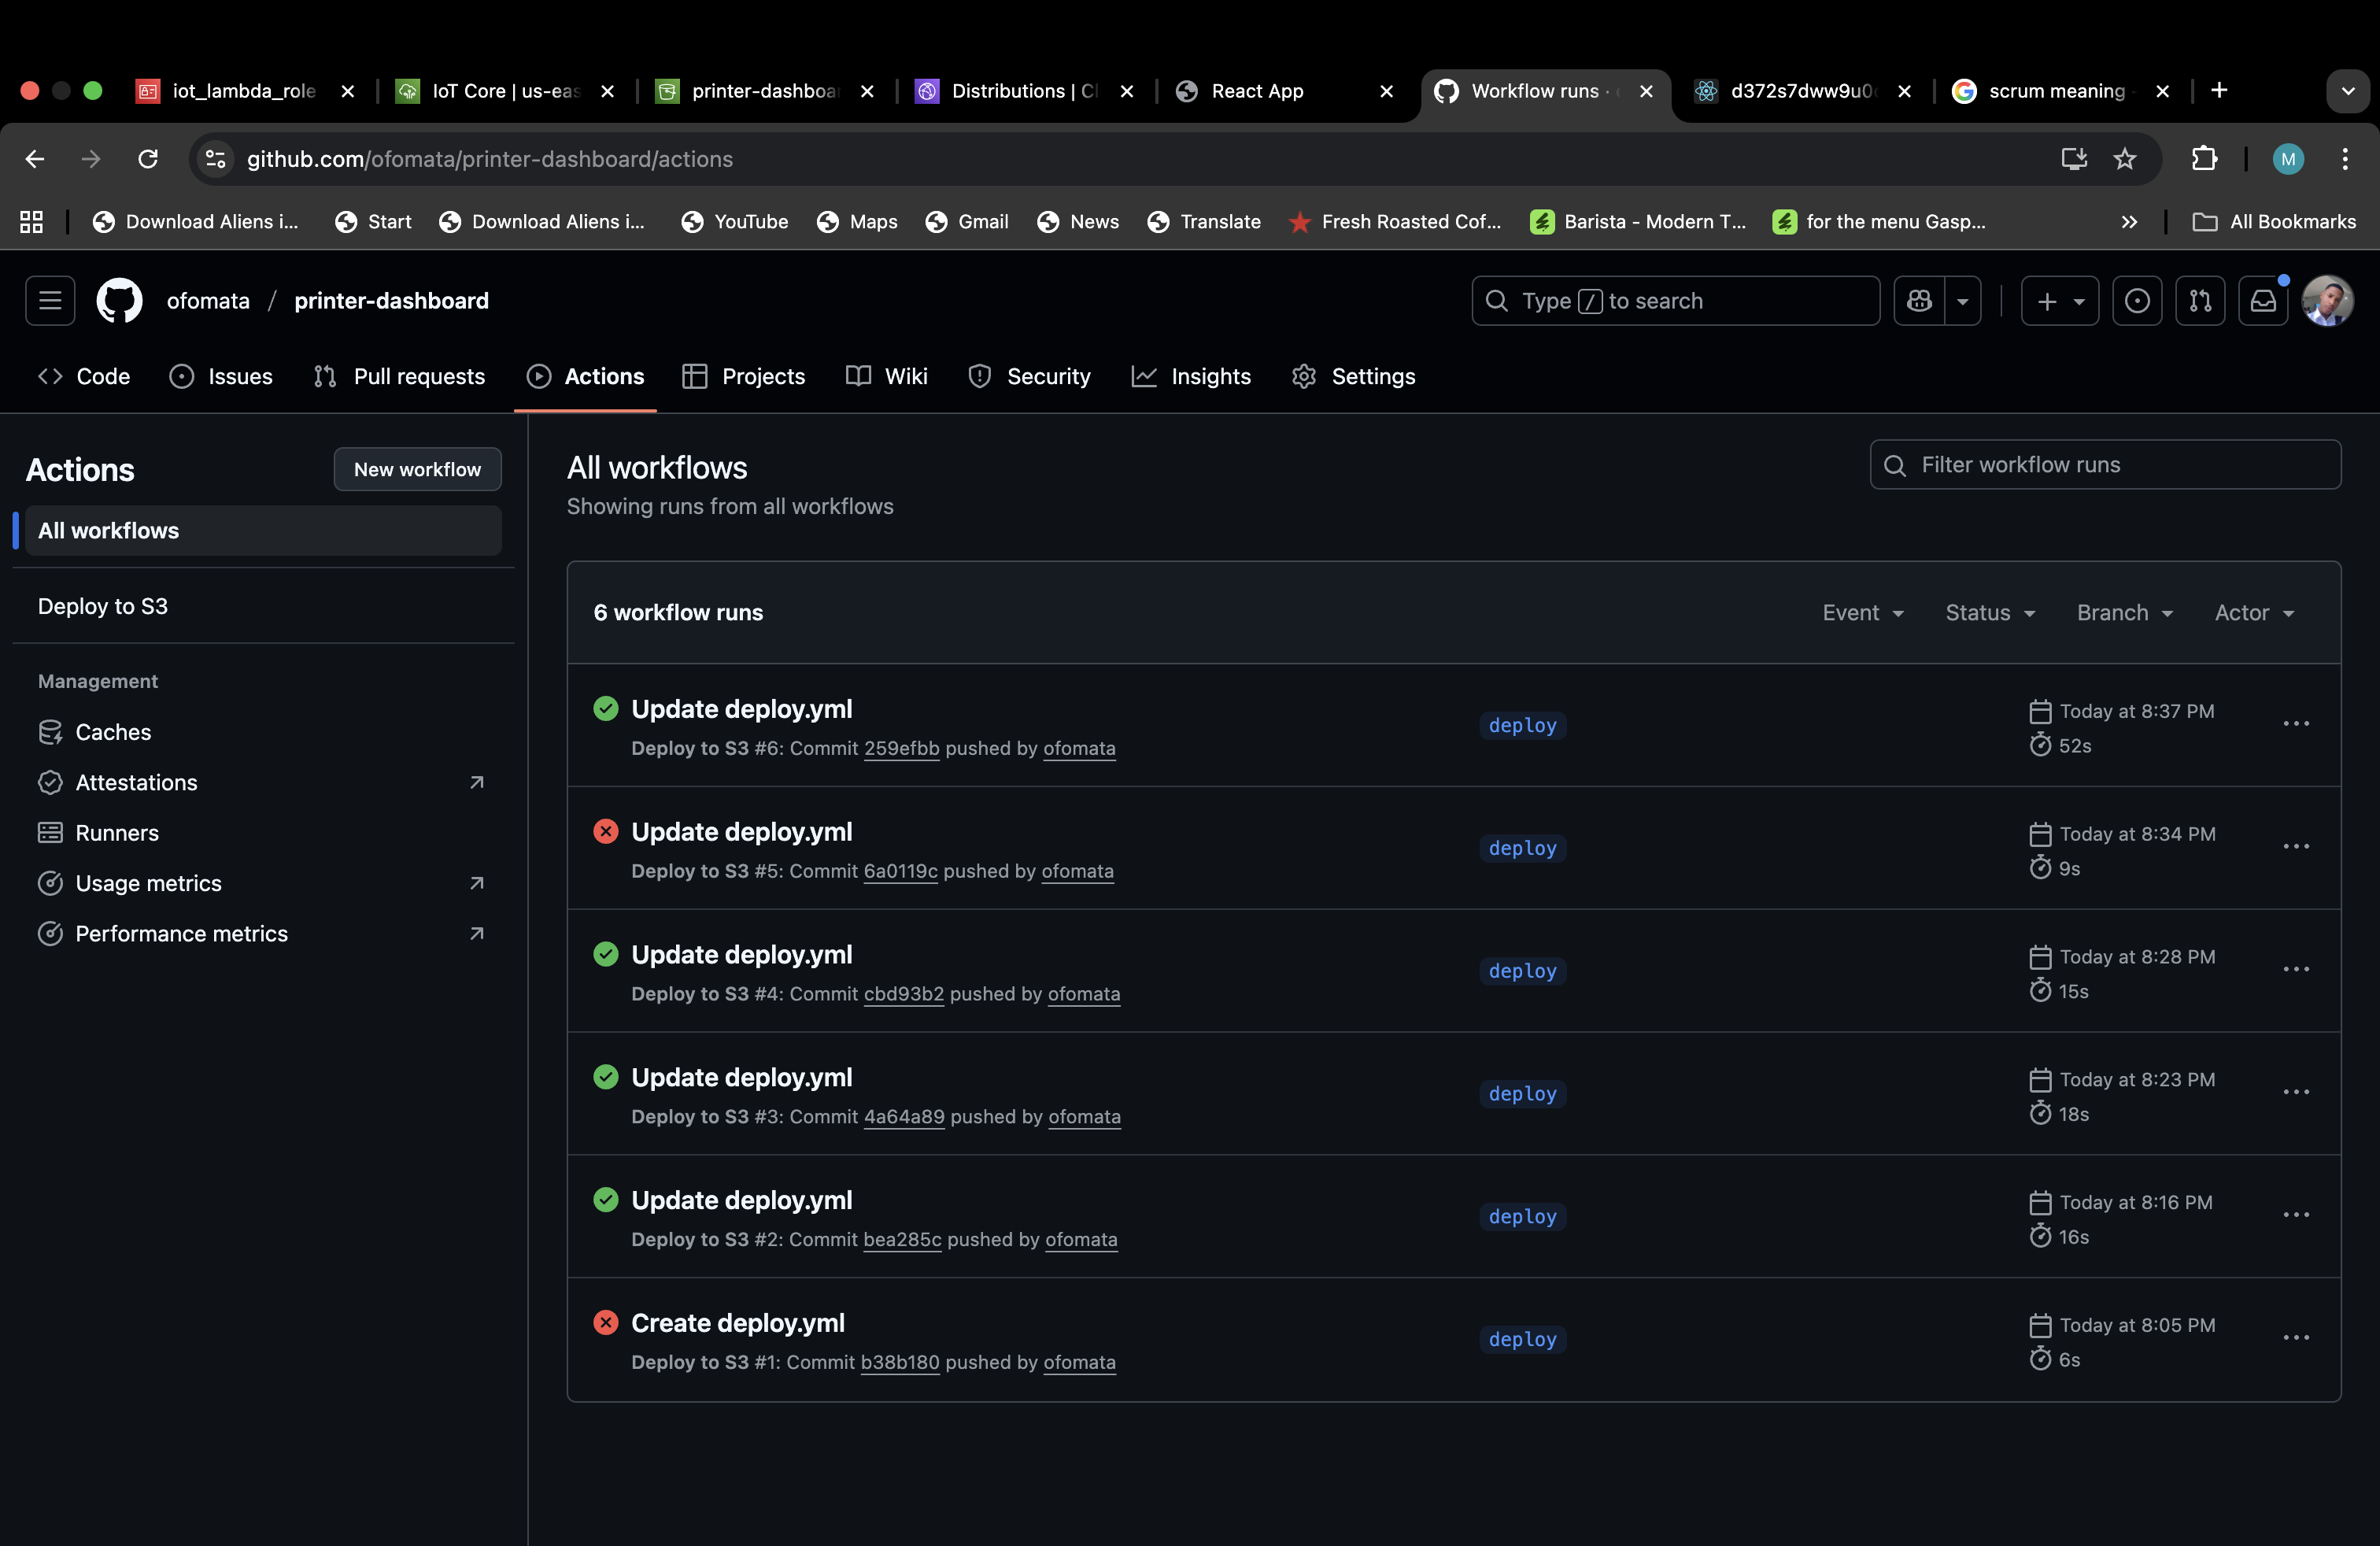 iot_lambda_role
IoT Core | us-eas
printer-dashboar
Distributions | Cl
React App
Workflow runs ·
d372s7dww9u0
scrum meaning -
github.com/ofomata/printer-dashboard/actions
M
Download Aliens i...
Start
Download Aliens i...
YouTube
Maps
Gmail
News
Translate
Fresh Roasted Cof...
Barista - Modern T...
for the menu Gasp...
All Bookmarks
ofomata / printer-dashboard
Type / to search
Code
Issues
Pull requests
Actions
Projects
Wiki
Security
Insights
Settings
Actions
New workflow
All workflows
Deploy to S3
Management
Caches
Attestations
Runners
Usage metrics
Performance metrics
All workflows
Showing runs from all workflows
Filter workflow runs
6 workflow runs
Event
Status
Branch
Actor
Update deploy.yml
Deploy to S3 #6: Commit 259efbb pushed by ofomata
deploy
Today at 8:37 PM
52s
Update deploy.yml
Deploy to S3 #5: Commit 6a0119c pushed by ofomata
deploy
Today at 8:34 PM
9s
Update deploy.yml
Deploy to S3 #4: Commit cbd93b2 pushed by ofomata
deploy
Today at 8:28 PM
15s
Update deploy.yml
Deploy to S3 #3: Commit 4a64a89 pushed by ofomata
deploy
Today at 8:23 PM
18s
Update deploy.yml
Deploy to S3 #2: Commit bea285c pushed by ofomata
deploy
Today at 8:16 PM
16s
Create deploy.yml
Deploy to S3 #1: Commit b38b180 pushed by ofomata
deploy
Today at 8:05 PM
6s